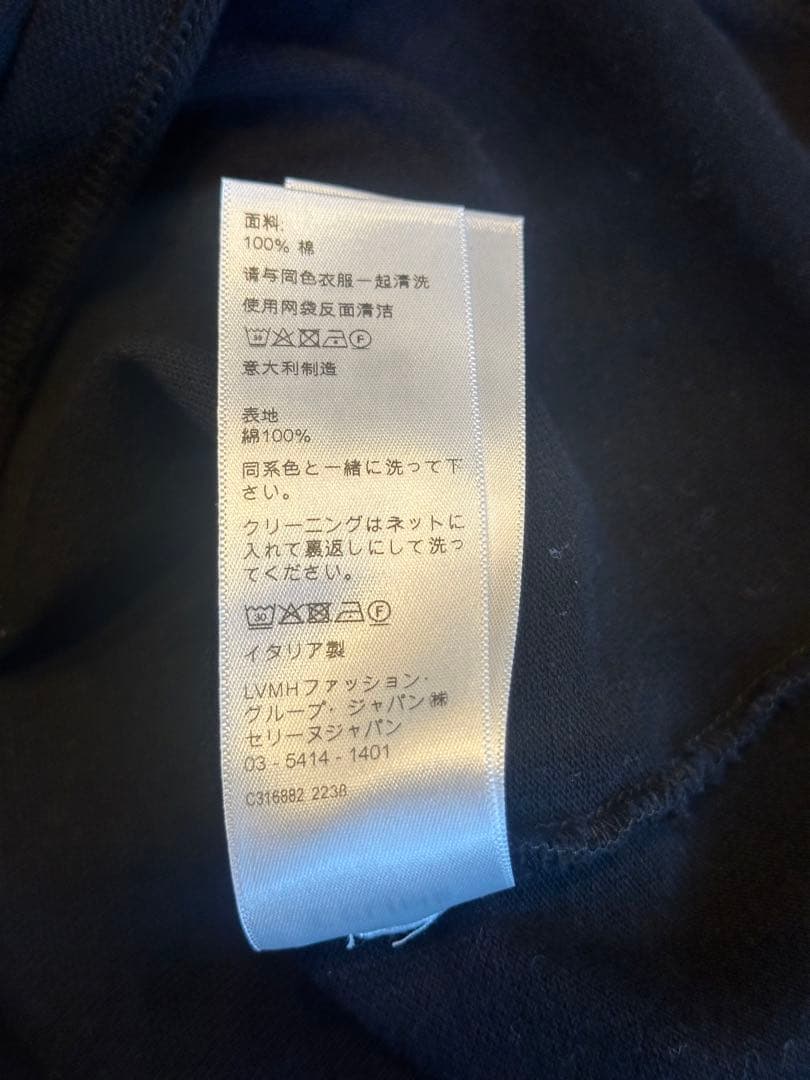 面料:
100% 棉
请与同色衣服一起清洗
使用网袋反面清洁
30 F
意大利制造
表地
綿100%
同系色と一緒に洗って下
さい。
クリーニングはネットに
入れて裏返しにして洗っ
てください。
30 F
イタリア製
LVMHファッション・
グループ・ジャパン㈱
セリーヌジャパン
03 - 5414 - 1401
C316882 2238